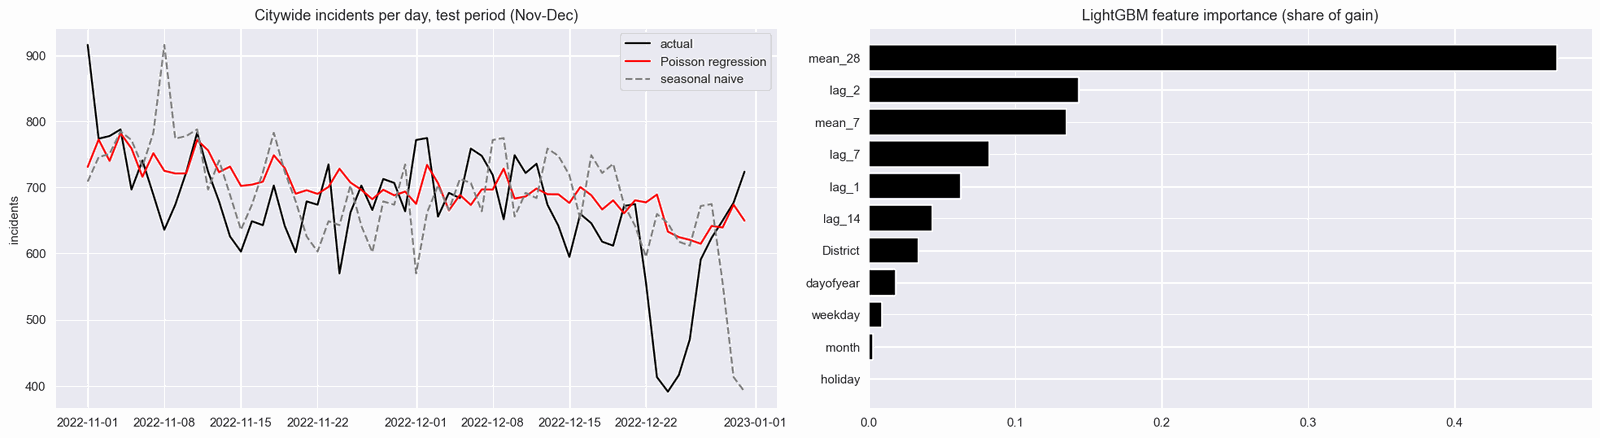 Citywide incidents per day, test period (Nov-Dec)
incidents
900
800
700
600
500
400
actual
Poisson regression
seasonal naive
2022-11-01 2022-11-08 2022-11-15 2022-11-22 2022-12-01 2022-12-08 2022-12-15 2022-12-22 2023-01-01
LightGBM feature importance (share of gain)
mean_28
lag_2
mean_7
lag_7
lag_1
lag_14
District
dayofyear
weekday
month
holiday
0.0 0.1 0.2 0.3 0.4